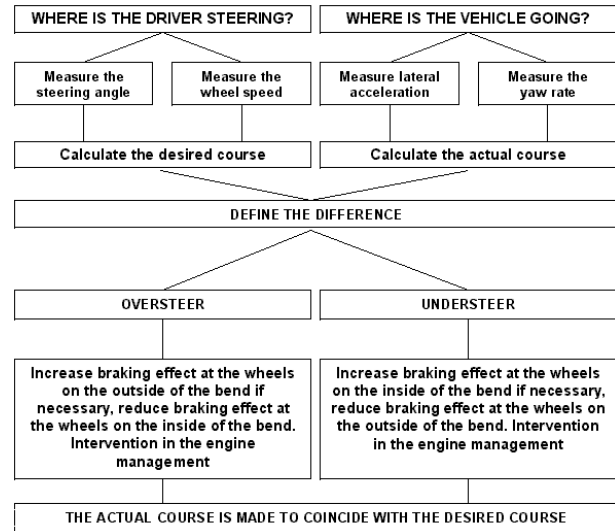 WHERE IS THE DRIVER STEERING?
WHERE IS THE VEHICLE GOING?
Measure the
steering angle
Measure the
wheel speed
Measure lateral
acceleration
Measure the
yaw rate
Calculate the desired course
Calculate the actual course
DEFINE THE DIFFERENCE
OVERSTEER
UNDERSTEER
Increase braking effect at the wheels
on the outside of the bend if
necessary, reduce braking effect at
the wheels on the inside of the bend.
Intervention in the engine
management
Increase braking effect at the wheels
on the inside of the bend if necessary,
reduce braking effect at the wheels on
the outside of the bend. Intervention
in the engine management
THE ACTUAL COURSE IS MADE TO COINCIDE WITH THE DESIRED COURSE